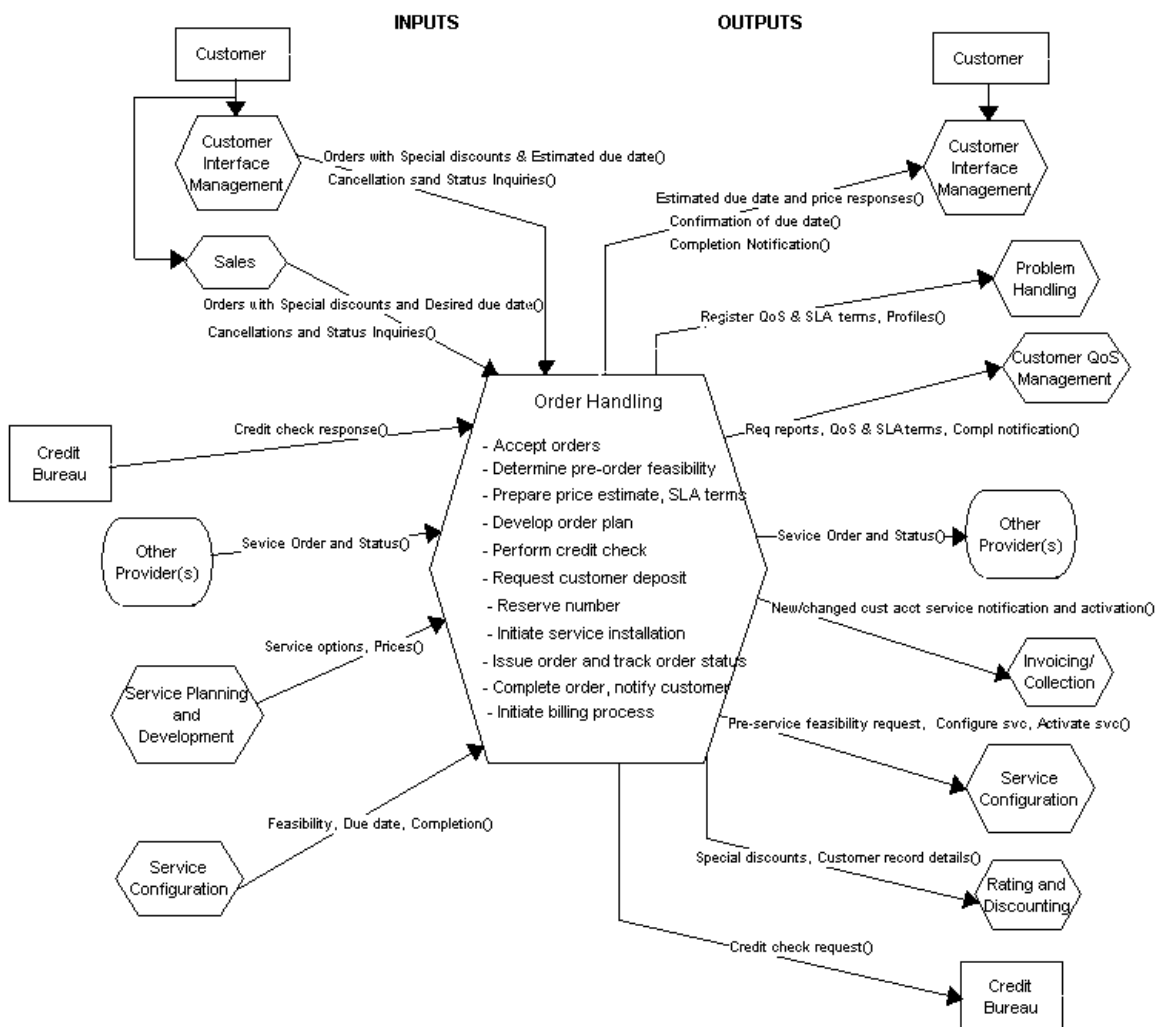 INPUTS
OUTPUTS
Customer
Customer
Customer
Interface
Management
Customer
Interface
Management
Orders with Special discounts & Estimated due date()
Cancellation sand Status Inquiries()
Estimated due date and price responses()
Confirmation of due date()
Completion Notification()
Sales
Problem
Handling
Orders with Special discounts and Desired due date()
Cancellations and Status Inquiries()
Register QoS & SLA terms, Profiles()
Customer QoS
Management
Order Handling
- Accept orders
- Determine pre-order feasibility
- Prepare price estimate, SLA terms
- Develop order plan
- Perform credit check
- Request customer deposit
- Reserve number
- Initiate service installation
- Issue order and track order status
- Complete order, notify customer
- Initiate billing process
Credit check response()
Req reports, QoS & SLA terms, Compl notification()
Credit
Bureau
Other
Provider(s)
Sevice Order and Status()
Sevice Order and Status()
Other
Provider(s)
New/changed cust acct service notification and activation()
Service options, Prices()
Invoicing/
Collection
Service Planning
and
Development
Pre-service feasibility request, Configure svc, Activate svc()
Service
Configuration
Feasibility, Due date, Completion()
Service
Configuration
Special discounts, Customer record details()
Rating and
Discounting
Credit check request()
Credit
Bureau